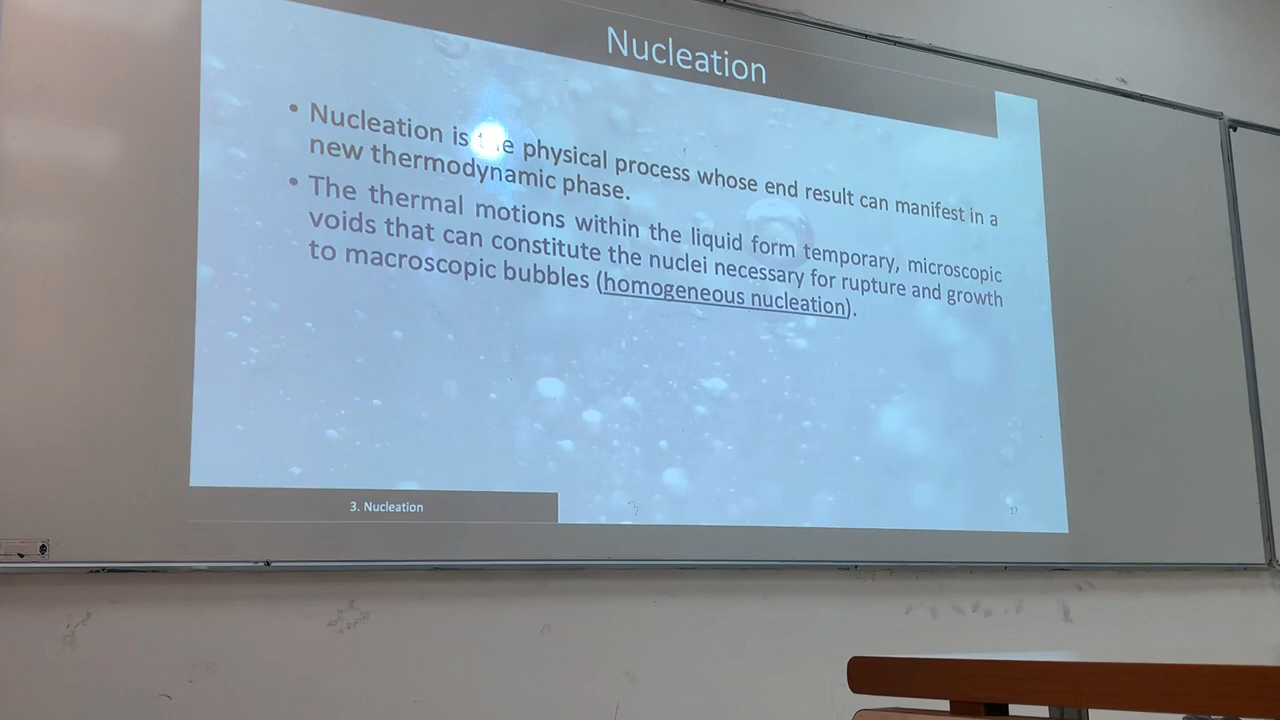 Nucleation
• Nucleation is the physical process whose end result can manifest in a
new thermodynamic phase.
• The thermal motions within the liquid form temporary, microscopic
voids that can constitute the nuclei necessary for rupture and growth
to macroscopic bubbles (homogeneous nucleation).
3. Nucleation
17